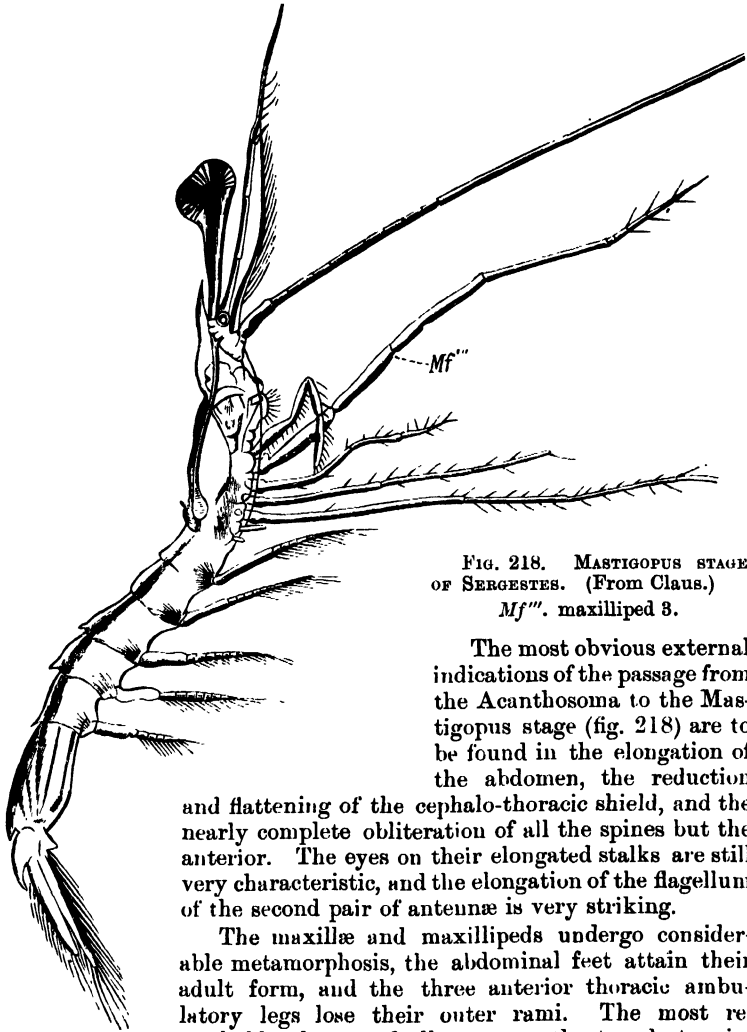 Mf'''
FIG. 218. MASTIGOPUS STAGE
OF SERGESTES. (From Claus.)
Mf'''. maxilliped 3.
The most obvious external
indications of the passage from
the Acanthosoma to the Mas-
tigopus stage (fig. 218) are to
be found in the elongation of
the abdomen, the reduction
and flattening of the cephalo-thoracic shield, and the
nearly complete obliteration of all the spines but the
anterior. The eyes on their elongated stalks are still
very characteristic, and the elongation of the flagellum
of the second pair of antennæ is very striking.
The maxillæ and maxillipeds undergo consider-
able metamorphosis, the abdominal feet attain their
adult form, and the three anterior thoracic ambu-
latory legs lose their outer rami. The most re